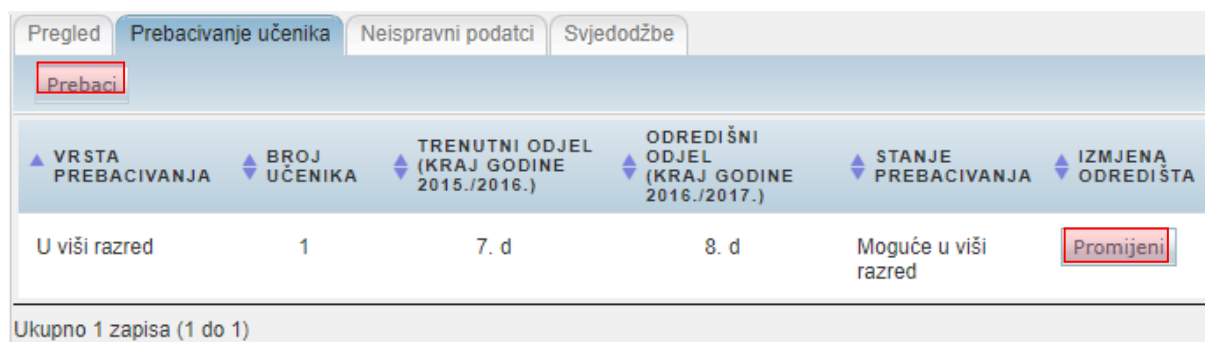 Pregled Prebacivanje učenika Neispravni podatci Svjedodžbe
Prebaci
VRSTA PREBACIVANJA
BROJ UČENIKA
TRENUTNI ODJEL (KRAJ GODINE 2015./2016.)
ODREDIŠNI ODJEL (KRAJ GODINE 2016./2017.)
STANJE PREBACIVANJA
IZMJENA ODREDIŠTA
U viši razred 1 7. d 8. d Moguće u viši razred Promijeni
Ukupno 1 zapisa (1 do 1)